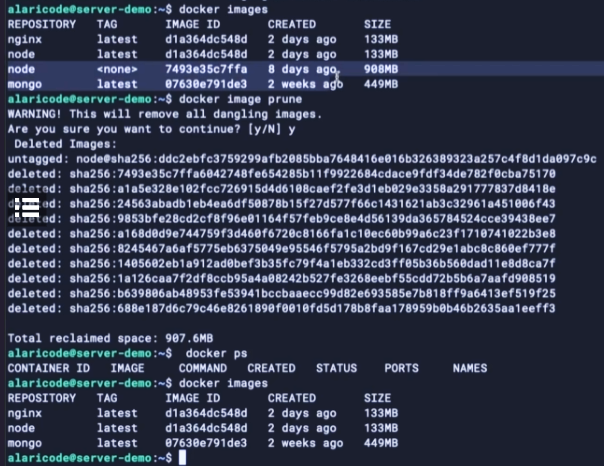 alaricode@server-demo:~$ docker images
REPOSITORY TAG IMAGE ID CREATED SIZE
nginx latest d1a364dc548d 2 days ago 133MB
node latest d1a364dc548d 2 days ago 133MB
node <none> 7493e35c7ffa 8 days ago 908MB
mongo latest 07630e791de3 2 weeks ago 449MB
alaricode@server-demo:~$ docker image prune
WARNING! This will remove all dangling images.
Are you sure you want to continue? [y/N] y
Deleted Images:
untagged: node@sha256:ddc2ebfc3759299afb2085bba7648416e016b326389323a257c4f8d1da097c9c
deleted: sha256:7493e35c7ffa6042748fe654285b11f9922684cdace9fdf34de782f0cba75170
deleted: sha256:a1a5e328e102fcc726915d4d6108caef2fe3d1eb029e3358a291777837d8418e
deleted: sha256:24563abadb1eb4ea6df50878b15f27d577f66c1431621ab3c32961a451006f43
deleted: sha256:9853bfe28cd2cf8f96e01164f57feb9ce8e4d56139da365784524cce39438ee7
deleted: sha256:a168d0d9e744759f3d460f6720c8166fa1c10ec60b99a6c23f1710741022b3e8
deleted: sha256:8245467a6af5775eb6375049e95546f5795a2bd9f167cd29e1abc8c860ef777f
deleted: sha256:1405602eb1a912ad0bef3b35fc79f4a1eb332cd3ff05b36b560dad11e8d8ca7f
deleted: sha256:1a126caa7f2df8ccb95a4a08242b527fe3268eebf55cdd72b5b6a7aafd908519
deleted: sha256:b639806ab48953fe53941bccbaaecc99d82e693585e7b818ff9a6413ef519f25
deleted: sha256:688e187d6c79c46e8261890f0010fd5d178b8faa178959b0b46b2635aa1eeff3
Total reclaimed space: 907.6MB
alaricode@server-demo:~$ docker ps
CONTAINER ID IMAGE COMMAND CREATED STATUS PORTS NAMES
alaricode@server-demo:~$ docker images
REPOSITORY TAG IMAGE ID CREATED SIZE
nginx latest d1a364dc548d 2 days ago 133MB
node latest d1a364dc548d 2 days ago 133MB
mongo latest 07630e791de3 2 weeks ago 449MB
alaricode@server-demo:~$